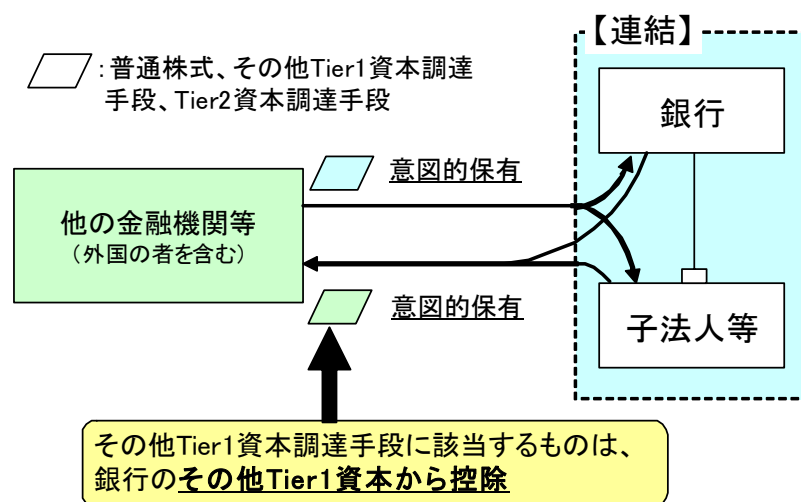 【連結】
:普通株式、その他Tier1資本調達
手段、Tier2資本調達手段
銀行
意図的保有
他の金融機関等
(外国の者を含む)
意図的保有
子法人等
その他Tier1資本調達手段に該当するものは、
銀行のその他Tier1資本から控除